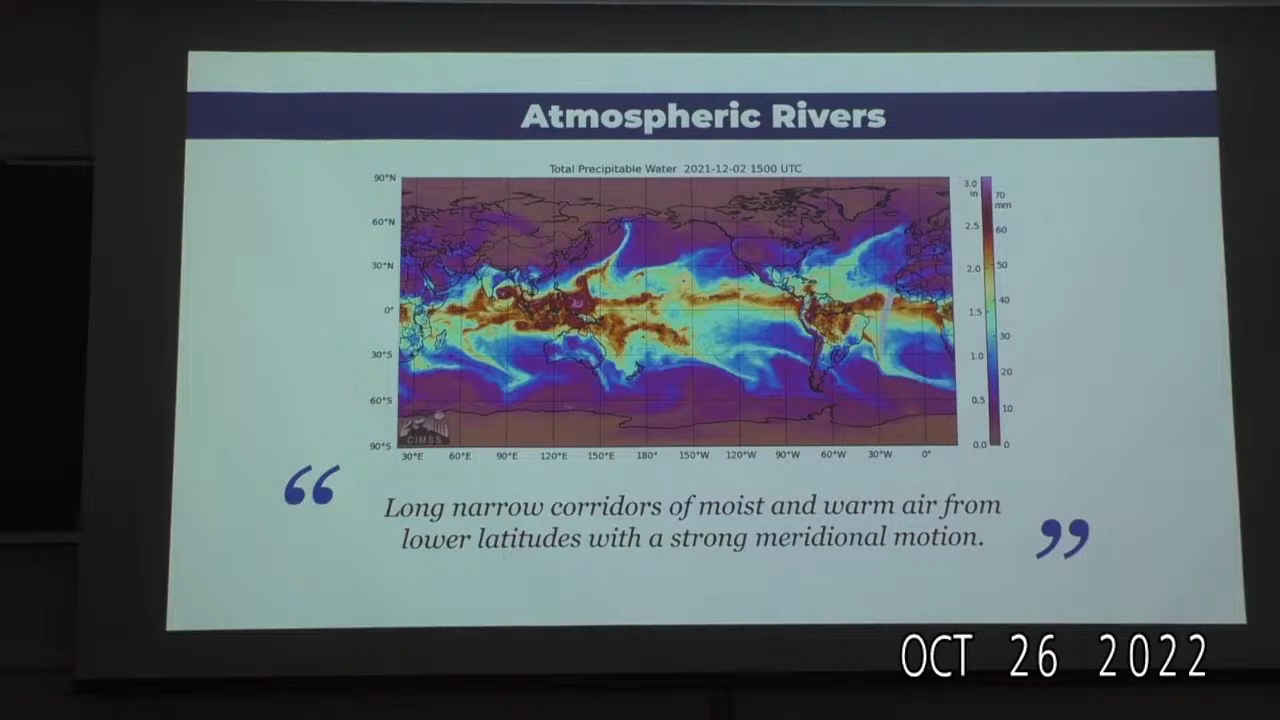 Atmospheric Rivers
Total Precipitable Water 2021-12-02 1500 UTC
90°N
60°N
30°N
0°
30°S
60°S
90°S
30°E 60°E 90°E 120°E 150°E 180° 150°W 120°W 90°W 60°W 30°W 0°
3.0
in
2.5
2.0
1.5
1.0
0.5
0.0
70
mm
60
50
40
30
20
10
0
CIMSS
“
Long narrow corridors of moist and warm air from
lower latitudes with a strong meridional motion.
”
OCT 26 2022